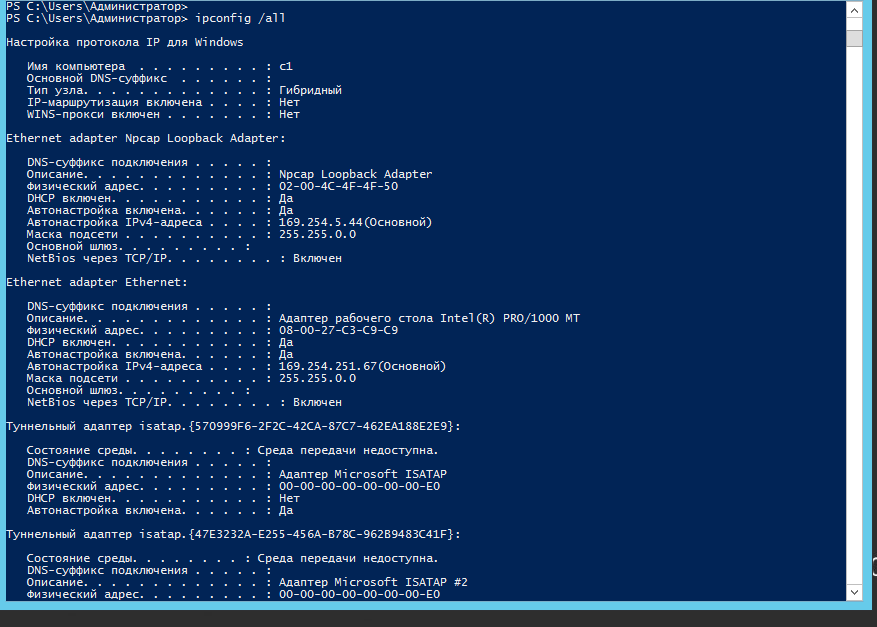 PS C:\Users\Администратор>
PS C:\Users\Администратор> ipconfig /all
Настройка протокола IP для Windows
Имя компьютера . . . . . . . . . : c1
Основной DNS-суффикс . . . . . . :
Тип узла. . . . . . . . . . . . . : Гибридный
IP-маршрутизация включена . . . . : Нет
WINS-прокси включен . . . . . . . : Нет
Ethernet adapter Npcap Loopback Adapter:
DNS-суффикс подключения . . . . . :
Описание. . . . . . . . . . . . . : Npcap Loopback Adapter
Физический адрес. . . . . . . . . : 02-00-4C-4F-4F-50
DHCP включен. . . . . . . . . . . : Да
Автонастройка включена. . . . . . : Да
Автонастройка IPv4-адреса . . . . : 169.254.5.44(Основной)
Маска подсети . . . . . . . . . . : 255.255.0.0
Основной шлюз. . . . . . . . . :
NetBios через TCP/IP. . . . . . . . : Включен
Ethernet adapter Ethernet:
DNS-суффикс подключения . . . . . :
Описание. . . . . . . . . . . . . : Адаптер рабочего стола Intel(R) PRO/1000 MT
Физический адрес. . . . . . . . . : 08-00-27-C3-C9-C9
DHCP включен. . . . . . . . . . . : Да
Автонастройка включена. . . . . . : Да
Автонастройка IPv4-адреса . . . . : 169.254.251.67(Основной)
Маска подсети . . . . . . . . . . : 255.255.0.0
Основной шлюз. . . . . . . . . :
NetBios через TCP/IP. . . . . . . . : Включен
Туннельный адаптер isatap.{570999F6-2F2C-42CA-87C7-462EA188E2E9}:
Состояние среды. . . . . . . . : Среда передачи недоступна.
DNS-суффикс подключения . . . . . :
Описание. . . . . . . . . . . . . : Адаптер Microsoft ISATAP
Физический адрес. . . . . . . . . : 00-00-00-00-00-00-00-E0
DHCP включен. . . . . . . . . . . : Нет
Автонастройка включена. . . . . . : Да
Туннельный адаптер isatap.{47E3232A-E255-456A-B78C-962B9483C41F}:
Состояние среды. . . . . . . . : Среда передачи недоступна.
DNS-суффикс подключения . . . . . :
Описание. . . . . . . . . . . . . : Адаптер Microsoft ISATAP #2
Физический адрес. . . . . . . . . : 00-00-00-00-00-00-00-E0